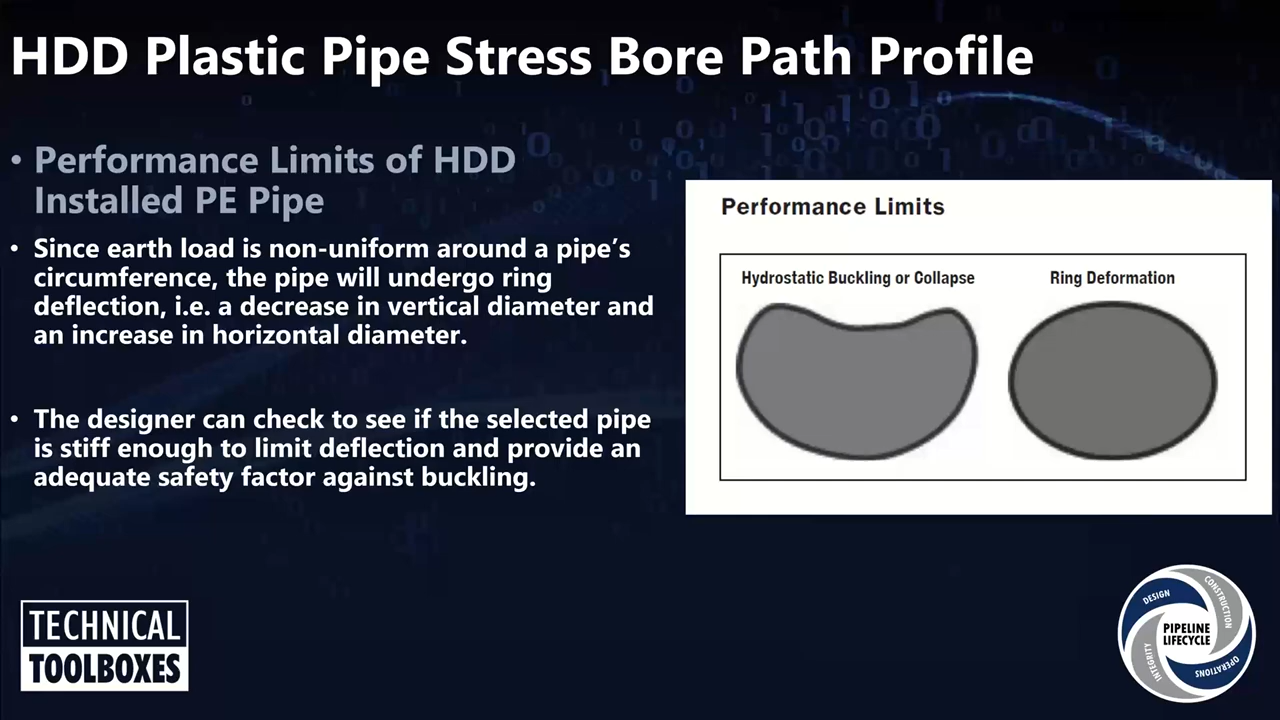 HDD Plastic Pipe Stress Bore Path Profile
• Performance Limits of HDD
Installed PE Pipe
• Since earth load is non-uniform around a pipe’s
circumference, the pipe will undergo ring
deflection, i.e. a decrease in vertical diameter and
an increase in horizontal diameter.
• The designer can check to see if the selected pipe
is stiff enough to limit deflection and provide an
adequate safety factor against buckling.
Performance Limits
Hydrostatic Buckling or Collapse
Ring Deformation
TECHNICAL
TOOLBOXES
DESIGN
CONSTRUCTION
PIPELINE
LIFECYCLE
INTEGRITY
OPERATIONS